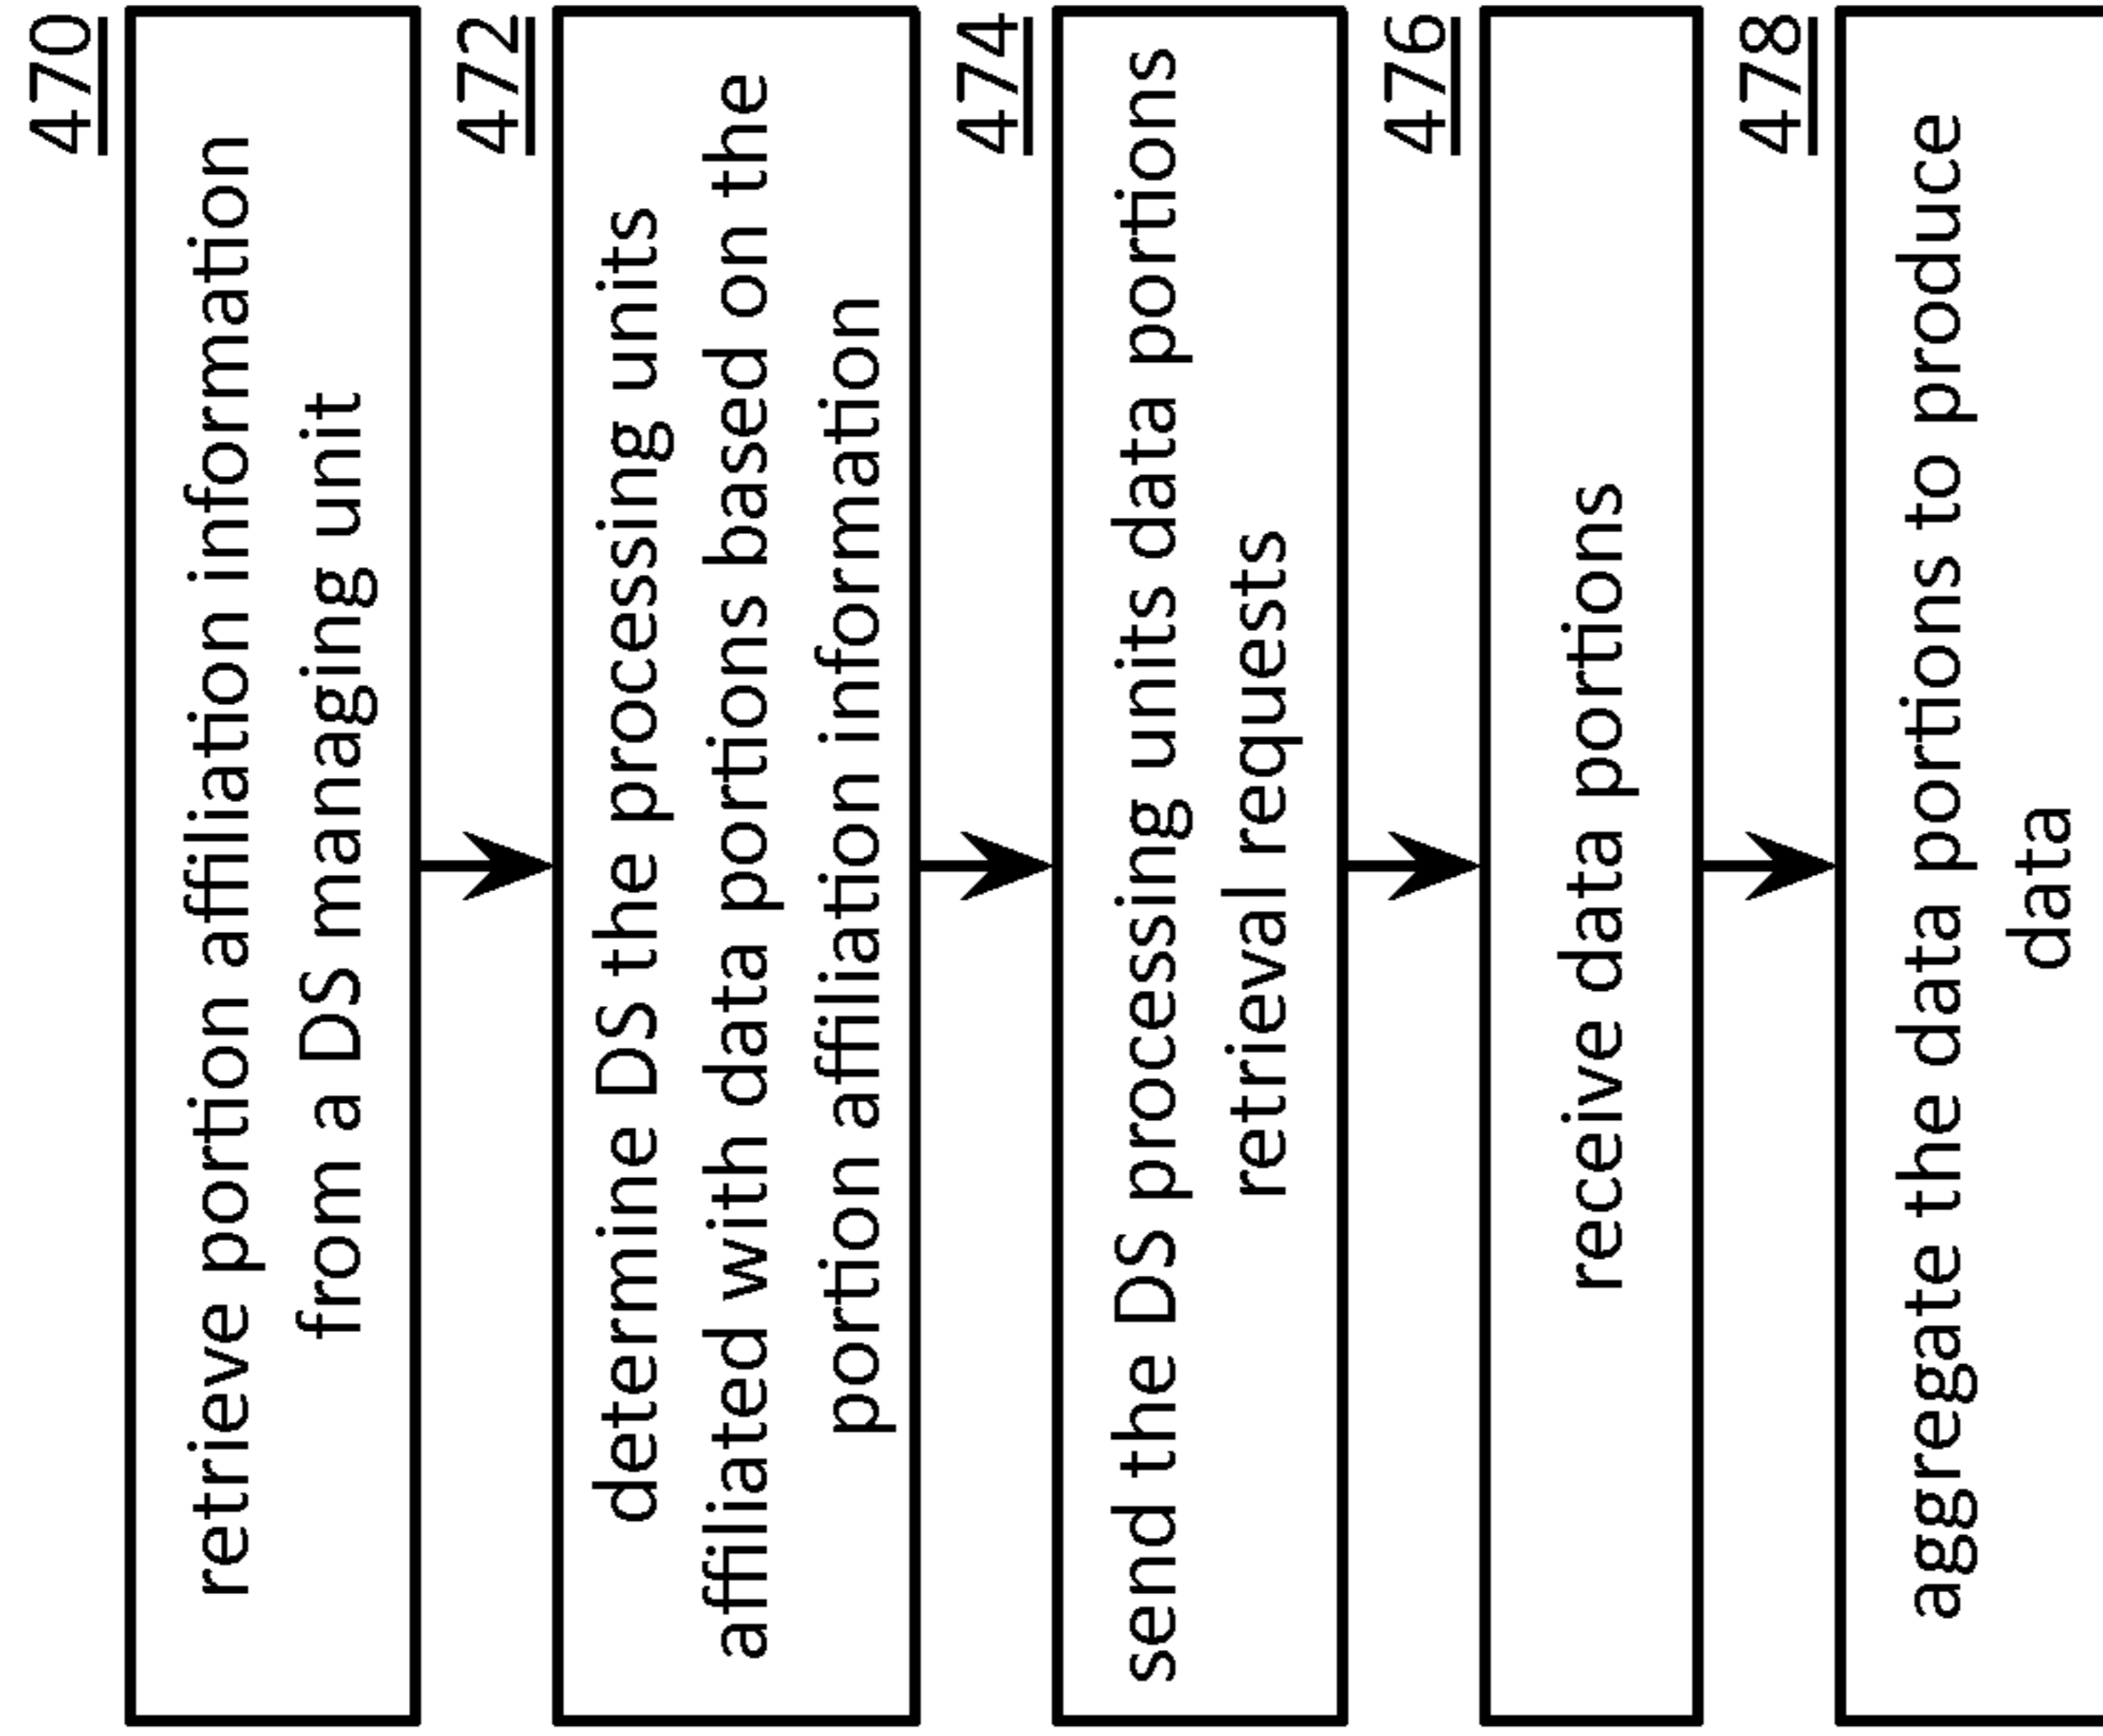 470
retrieve portion affiliation information
from a DS managing unit
472
determine DS the processing units
affiliated with data portions based on the
portion affiliation information
474
send the DS processing units data portions
retrieval requests
476
receive data portions
478
aggregate the data portions to produce
data